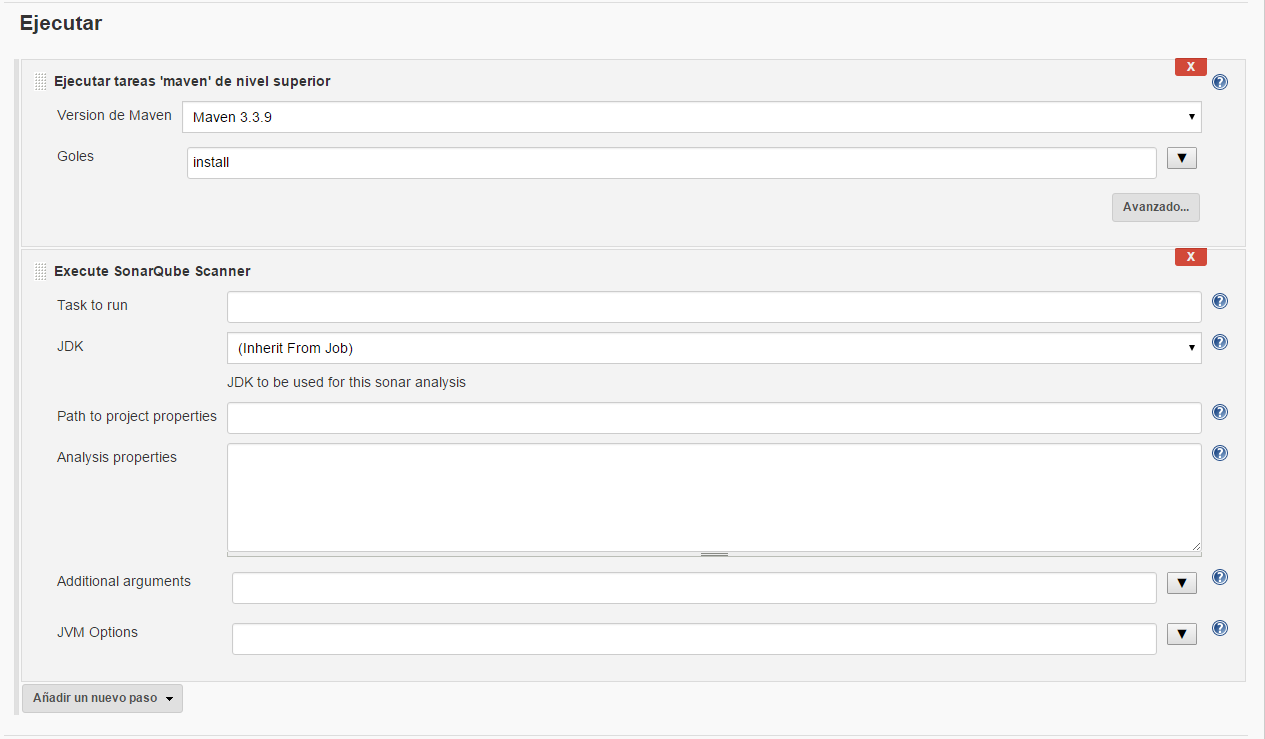 Ejecutar
X
Ejecutar tareas 'maven' de nivel superior
?
Version de Maven
Maven 3.3.9
Goles
install
Avanzado...
X
Execute SonarQube Scanner
Task to run
?
JDK
(Inherit From Job)
?
JDK to be used for this sonar analysis
Path to project properties
?
Analysis properties
?
Additional arguments
?
JVM Options
?
Añadir un nuevo paso